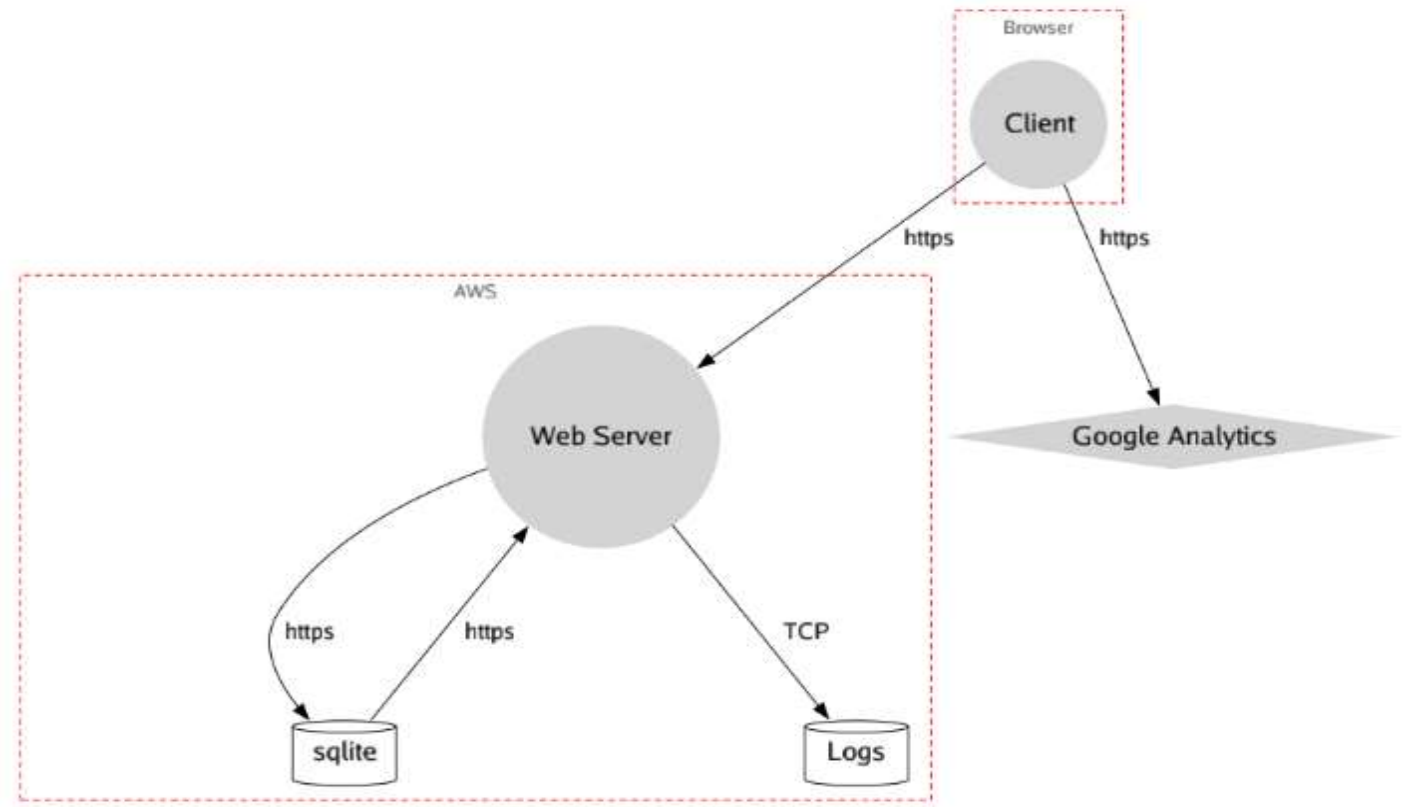 Browser
Client
https
https
AWS
Web Server
Google Analytics
https
https
TCP
sqlite
Logs